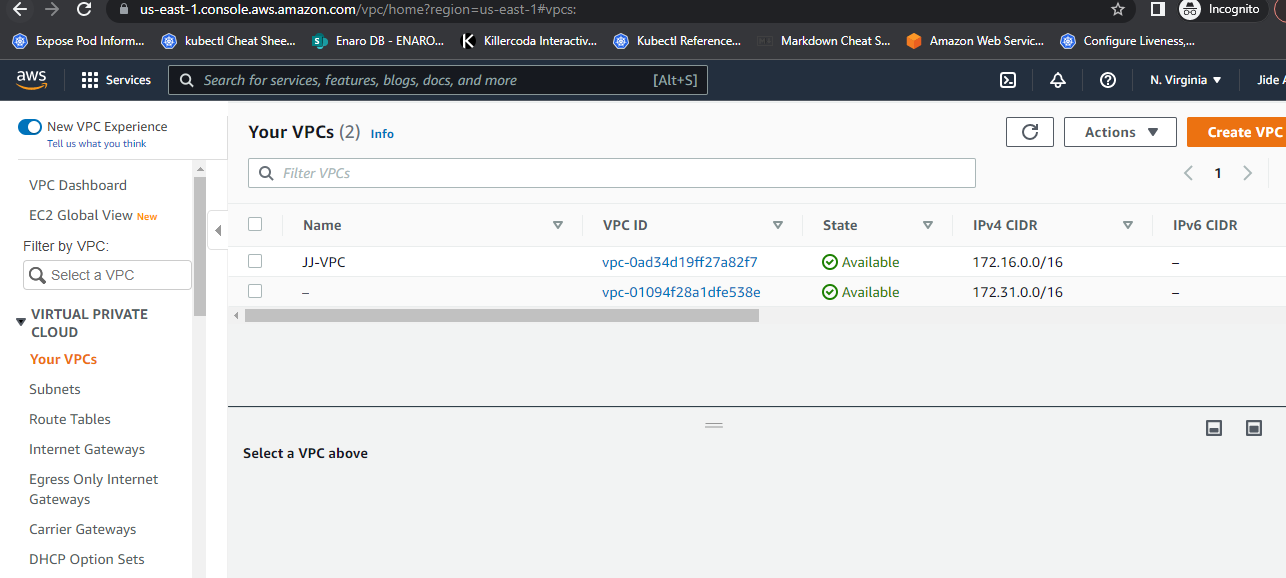 us-east-1.console.aws.amazon.com/vpc/home?region=us-east-1#vpcs:
Incognito
Expose Pod Inform... kubectl Cheat Shee... Enaro DB - ENARO... Killercoda Interactiv... Kubectl Reference... Markdown Cheat S... Amazon Web Servic... Configure Liveness,...
aws Services Search for services, features, blogs, docs, and more [Alt+S] N. Virginia Jide
New VPC Experience
Tell us what you think
VPC Dashboard
EC2 Global View New
Filter by VPC:
Select a VPC
VIRTUAL PRIVATE
CLOUD
Your VPCs
Subnets
Route Tables
Internet Gateways
Egress Only Internet
Gateways
Carrier Gateways
DHCP Option Sets
Your VPCs (2) Info
Actions Create VPC
Filter VPCs
1
Name VPC ID State IPv4 CIDR IPv6 CIDR
JJ-VPC vpc-0ad34d19ff27a82f7 Available 172.16.0.0/16 –
– vpc-01094f28a1dfe538e Available 172.31.0.0/16 –
Select a VPC above